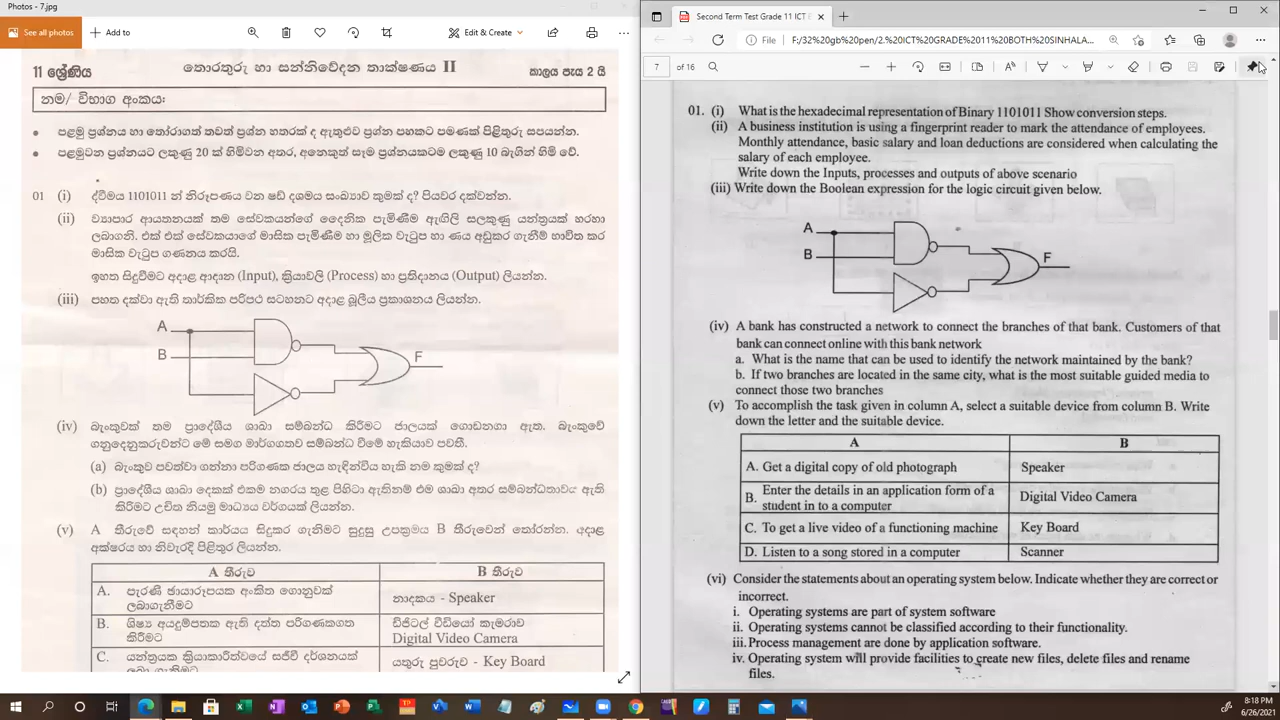 Photos - 7.jpg
See all photos
Add to
Edit & Create
11 ශ්‍රේණිය
තොරතුරු හා සන්නිවේදන තාක්ෂණය II
කාලය පැය 2 යි
නම/ විභාග අංකය:
• පළමු ප්‍රශ්නය හා තෝරාගත් තවත් ප්‍රශ්න හතරක් ද ඇතුළුව ප්‍රශ්න පහකට පමණක් පිළිතුරු සපයන්න.
• පළමුවන ප්‍රශ්නයට ලකුණු 20 ක් හිමිවන අතර, අනෙකුත් සෑම ප්‍රශ්නයකටම ලකුණු 10 බැගින් හිමි වේ.
01 (i) ද්වීමය 1101011 න් නිරූපණය වන ෂඩ් දශමය සංඛ්‍යාව කුමක් ද? පියවර දක්වන්න.
(ii) ව්‍යාපාර ආයතනයක් තම සේවකයන්ගේ දෛනික පැමිණීම ඇඟිලි සලකුණු යන්ත්‍රයක් හරහා
ලබාගනි. එක් එක් සේවකයාගේ මාසික පැමිණීම හා මූලික වැටුප හා ණය අඩුකර ගැනීම් භාවිත කර
මාසික වැටුප ගණනය කරයි.
ඉහත සිදුවීමට අදාළ ආදාන (Input), ක්‍රියාවලි (Process) හා ප්‍රතිදානය (Output) ලියන්න.
(iii) පහත දක්වා ඇති තාර්කික පරිපථ සටහනට අදාළ බූලීය ප්‍රකාශනය ලියන්න.
A
B
F
(iv) බැංකුවක් තම ප්‍රාදේශීය ශාඛා සම්බන්ධ කිරීමට ජාලයක් ගොඩනගා ඇත. බැංකුවේ
ගනුදෙනුකරුවන්ට මේ සමග මාර්ගගතව සම්බන්ධ වීමේ හැකියාව පවතී.
(a) බැංකුව පවත්වා ගන්නා පරිගණක ජාලය හැඳින්විය හැකි නම කුමක් ද?
(b) ප්‍රාදේශීය ශාඛා දෙකක් එකම නගරය තුළ පිහිටා ඇතිනම් එම ශාඛා අතර සම්බන්ධතාවය ඇති
කිරීමට උචිත නියමු මාධ්‍යය වර්ගයක් ලියන්න.
(v) A තීරුවේ සඳහන් කාර්යය සිදුකර ගැනීමට සුදුසු උපක්‍රමය B තීරුවෙන් තෝරන්න. අදාළ
අක්ෂරය හා නිවැරදි පිළිතුර ලියන්න.
A තීරුව
B තීරුව
A. පැරණි ඡායාරූපයක අංකිත ගොනුවක්
ලබාගැනීමට
නාදකය - Speaker
B. ශිෂ්‍ය අයදුම්පතක ඇති දත්ත පරිගණකගත
කිරීමට
ඩිජිටල් වීඩියෝ කැමරාව
Digital Video Camera
C. යන්ත්‍රයක ක්‍රියාකාරීත්වයේ සජීවී දර්ශනයක්
ලබා ගැනීමට
යතුරු පුවරුව - Key Board
Second Term Test Grade 11 ICT E
File
F:/32%20gb%20pen/2.%20ICT%20GRADE%2011%20BOTH%20SINHALA...
7 of 16
01. (i) What is the hexadecimal representation of Binary 1101011 Show conversion steps.
(ii) A business institution is using a fingerprint reader to mark the attendance of employees.
Monthly attendance, basic salary and loan deductions are considered when calculating the
salary of each employee.
Write down the Inputs, processes and outputs of above scenario
(iii) Write down the Boolean expression for the logic circuit given below.
A
B
F
(iv) A bank has constructed a network to connect the branches of that bank. Customers of that
bank can connect online with this bank network
a. What is the name that can be used to identify the network maintained by the bank?
b. If two branches are located in the same city, what is the most suitable guided media to
connect those two branches
(v) To accomplish the task given in column A, select a suitable device from column B. Write
down the letter and the suitable device.
A
B
A. Get a digital copy of old photograph
Speaker
B. Enter the details in an application form of a
student in to a computer
Digital Video Camera
C. To get a live video of a functioning machine
Key Board
D. Listen to a song stored in a computer
Scanner
(vi) Consider the statements about an operating system below. Indicate whether they are correct or
incorrect.
i. Operating systems are part of system software
ii. Operating systems cannot be classified according to their functionality.
iii. Process management are done by application software.
iv. Operating system will provide facilities to create new files, delete files and rename
files.
8:18 PM
6/26/2021